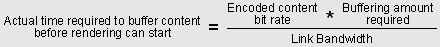 Actual time required to buffer content
before rendering can start
=
Encoded content
bit rate
*
Buffering amount
required
Link Bandwidth